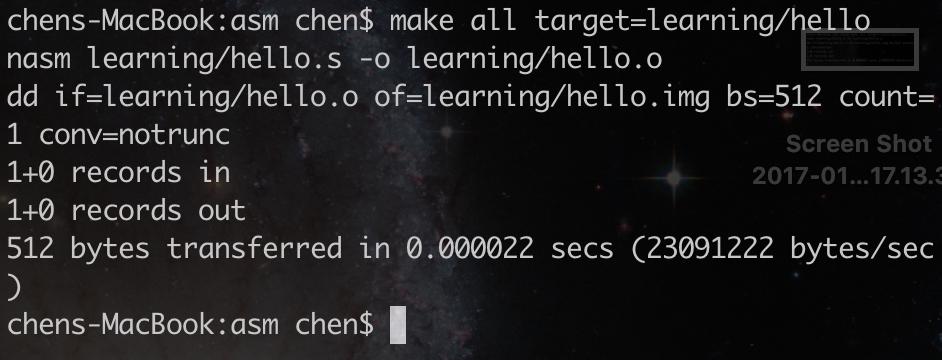 chens-MacBook:asm chen$ make all target=learning/hello
nasm learning/hello.s -o learning/hello.o
dd if=learning/hello.o of=learning/hello.img bs=512 count=
1 conv=notrunc
1+0 records in
1+0 records out
512 bytes transferred in 0.000022 secs (23091222 bytes/sec
)
chens-MacBook:asm chen$
Screen Shot
2017-01...17.13.3